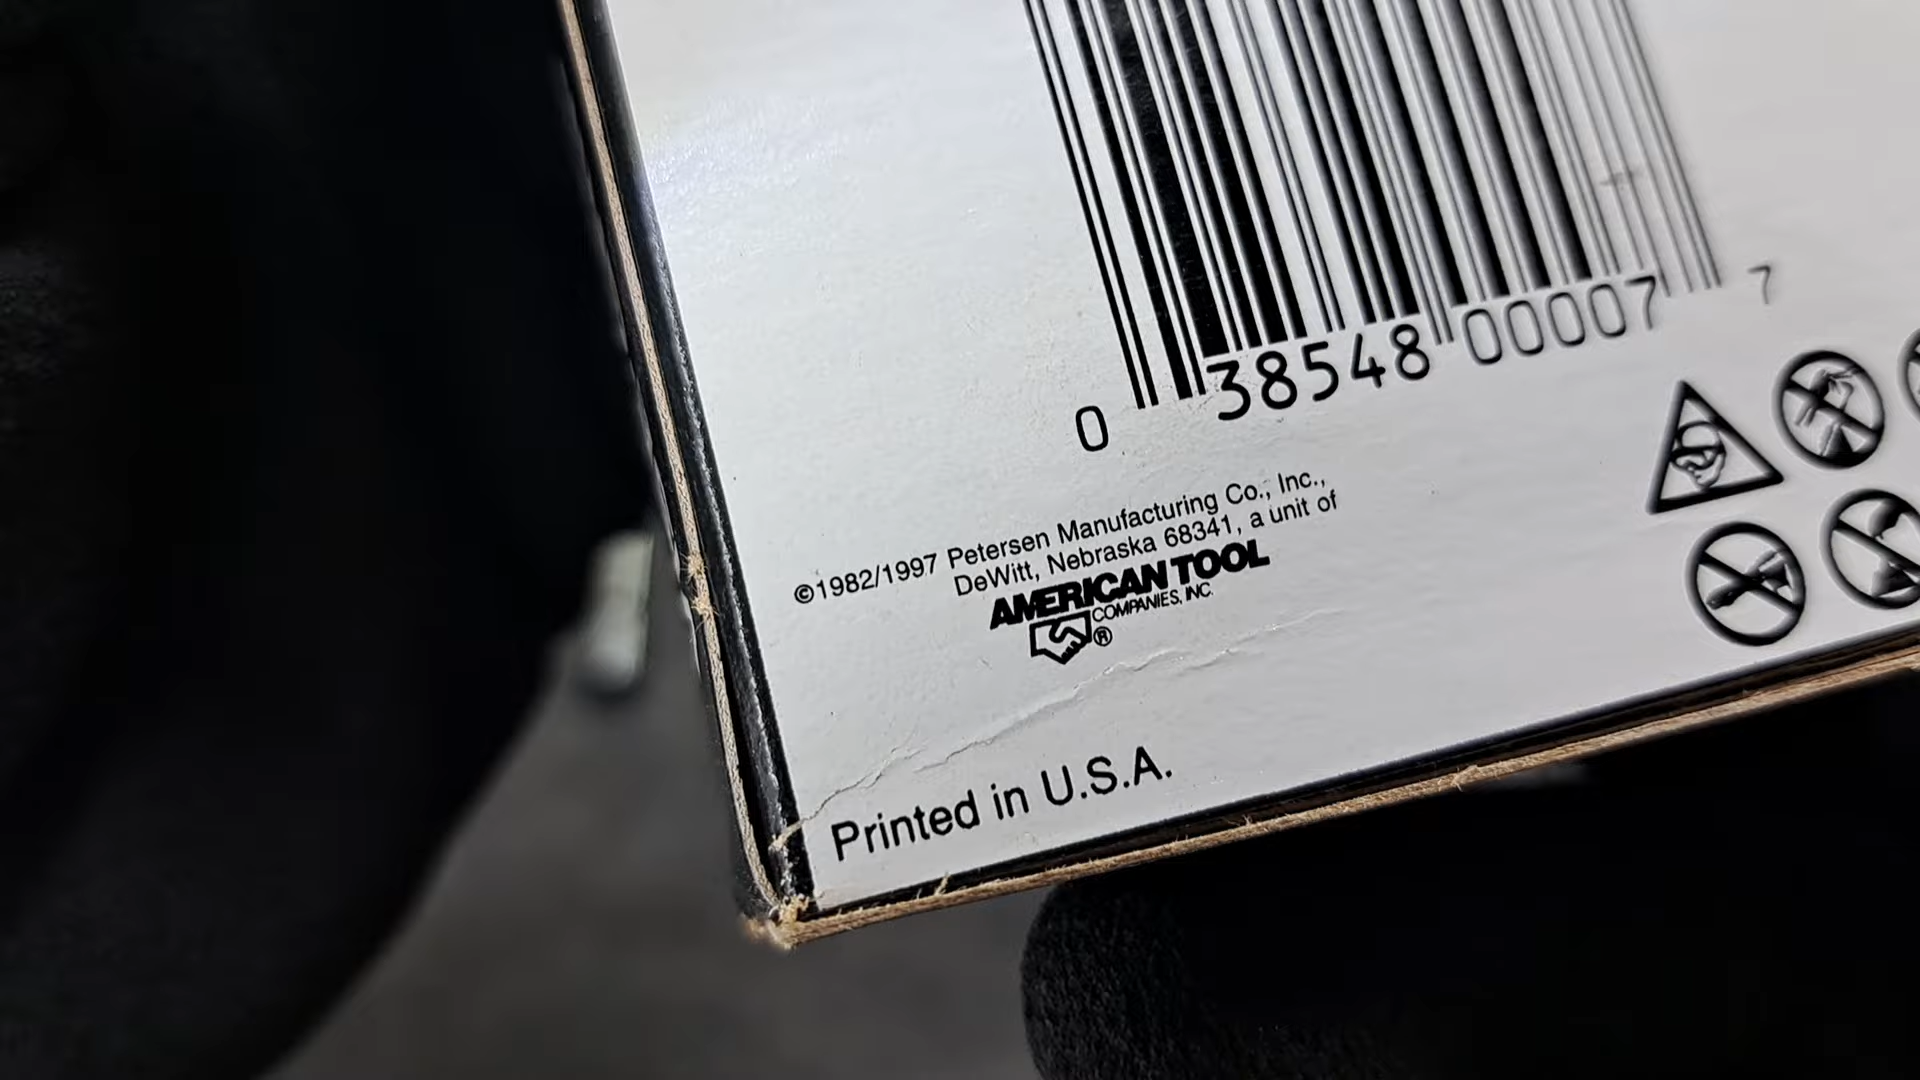 0 38548 00007 7
©1982/1997 Petersen Manufacturing Co., Inc.,
DeWitt, Nebraska 68341, a unit of
AMERICAN TOOL
COMPANIES, INC.
®
Printed in U.S.A.